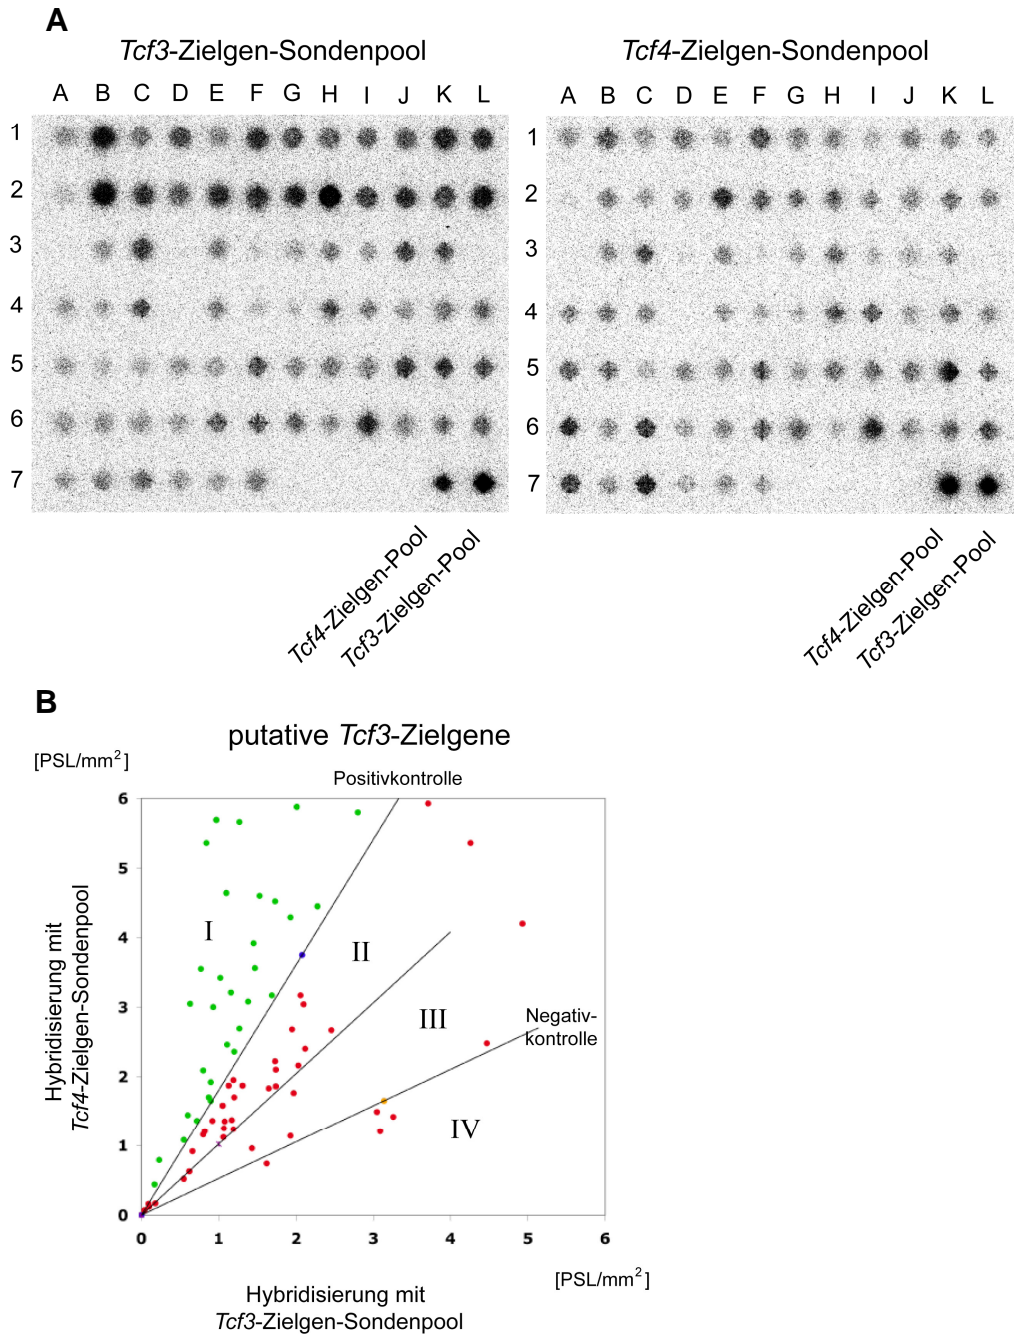 A
Tcf3-Zielgen-Sondenpool
Tcf4-Zielgen-Sondenpool
A B C D E F G H I J K L
A B C D E F G H I J K L
1
2
3
4
5
6
7
1
2
3
4
5
6
7
Tcf4-Zielgen-Pool
Tcf3-Zielgen-Pool
Tcf4-Zielgen-Pool
Tcf3-Zielgen-Pool
B
putative Tcf3-Zielgene
[PSL/mm²]
Positivkontrolle
6
5
4
3
2
1
0
Hybridisierung mit
Tcf4-Zielgen-Sondenpool
I
II
III
IV
Negativ-
kontrolle
0 1 2 3 4 5 6
[PSL/mm²]
Hybridisierung mit
Tcf3-Zielgen-Sondenpool